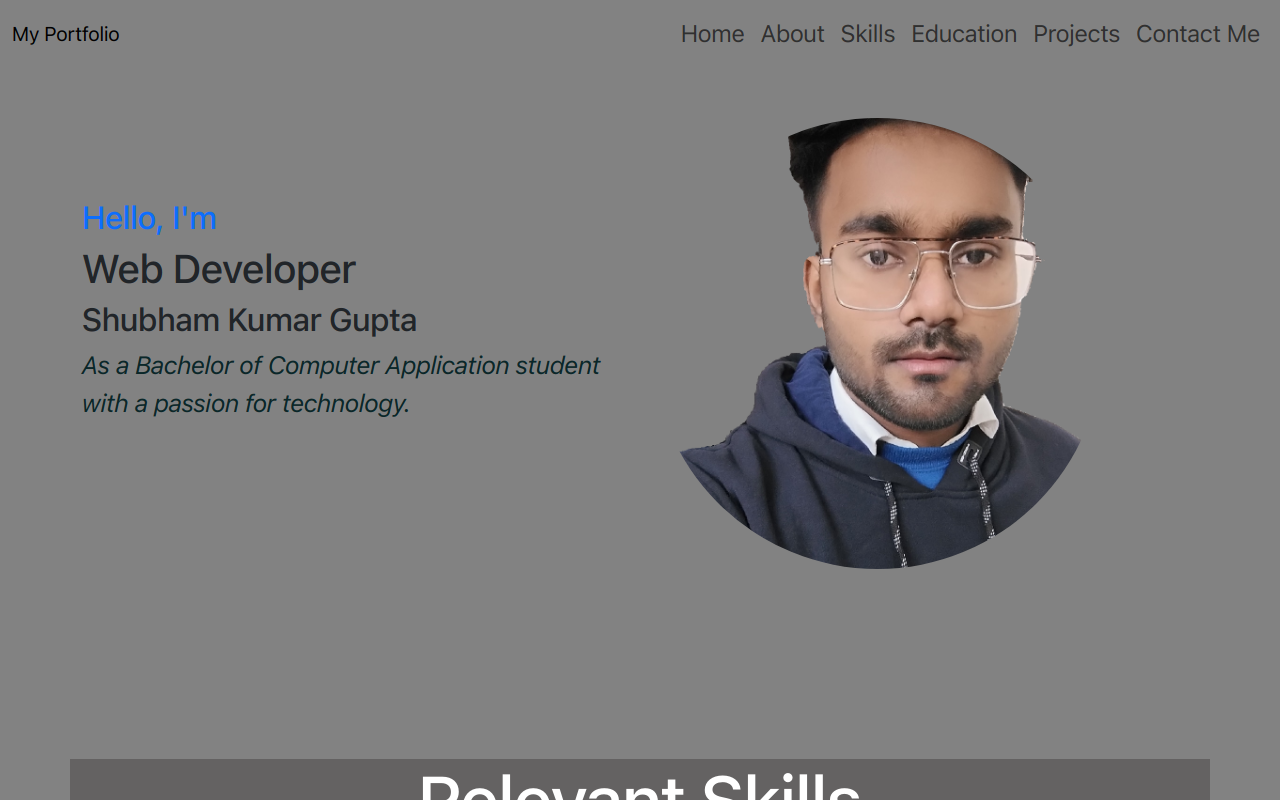 My Portfolio
Home About Skills Education Projects Contact Me
Hello, I'm
Web Developer
Shubham Kumar Gupta
As a Bachelor of Computer Application student
with a passion for technology.
Relevant Skills